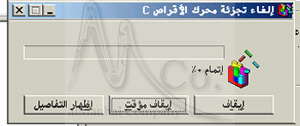 إلغاء تجزئة محرك الأقراص C
إتمام ٠٪
إيقاف
إيقاف مؤقت
إظهار التفاصيل